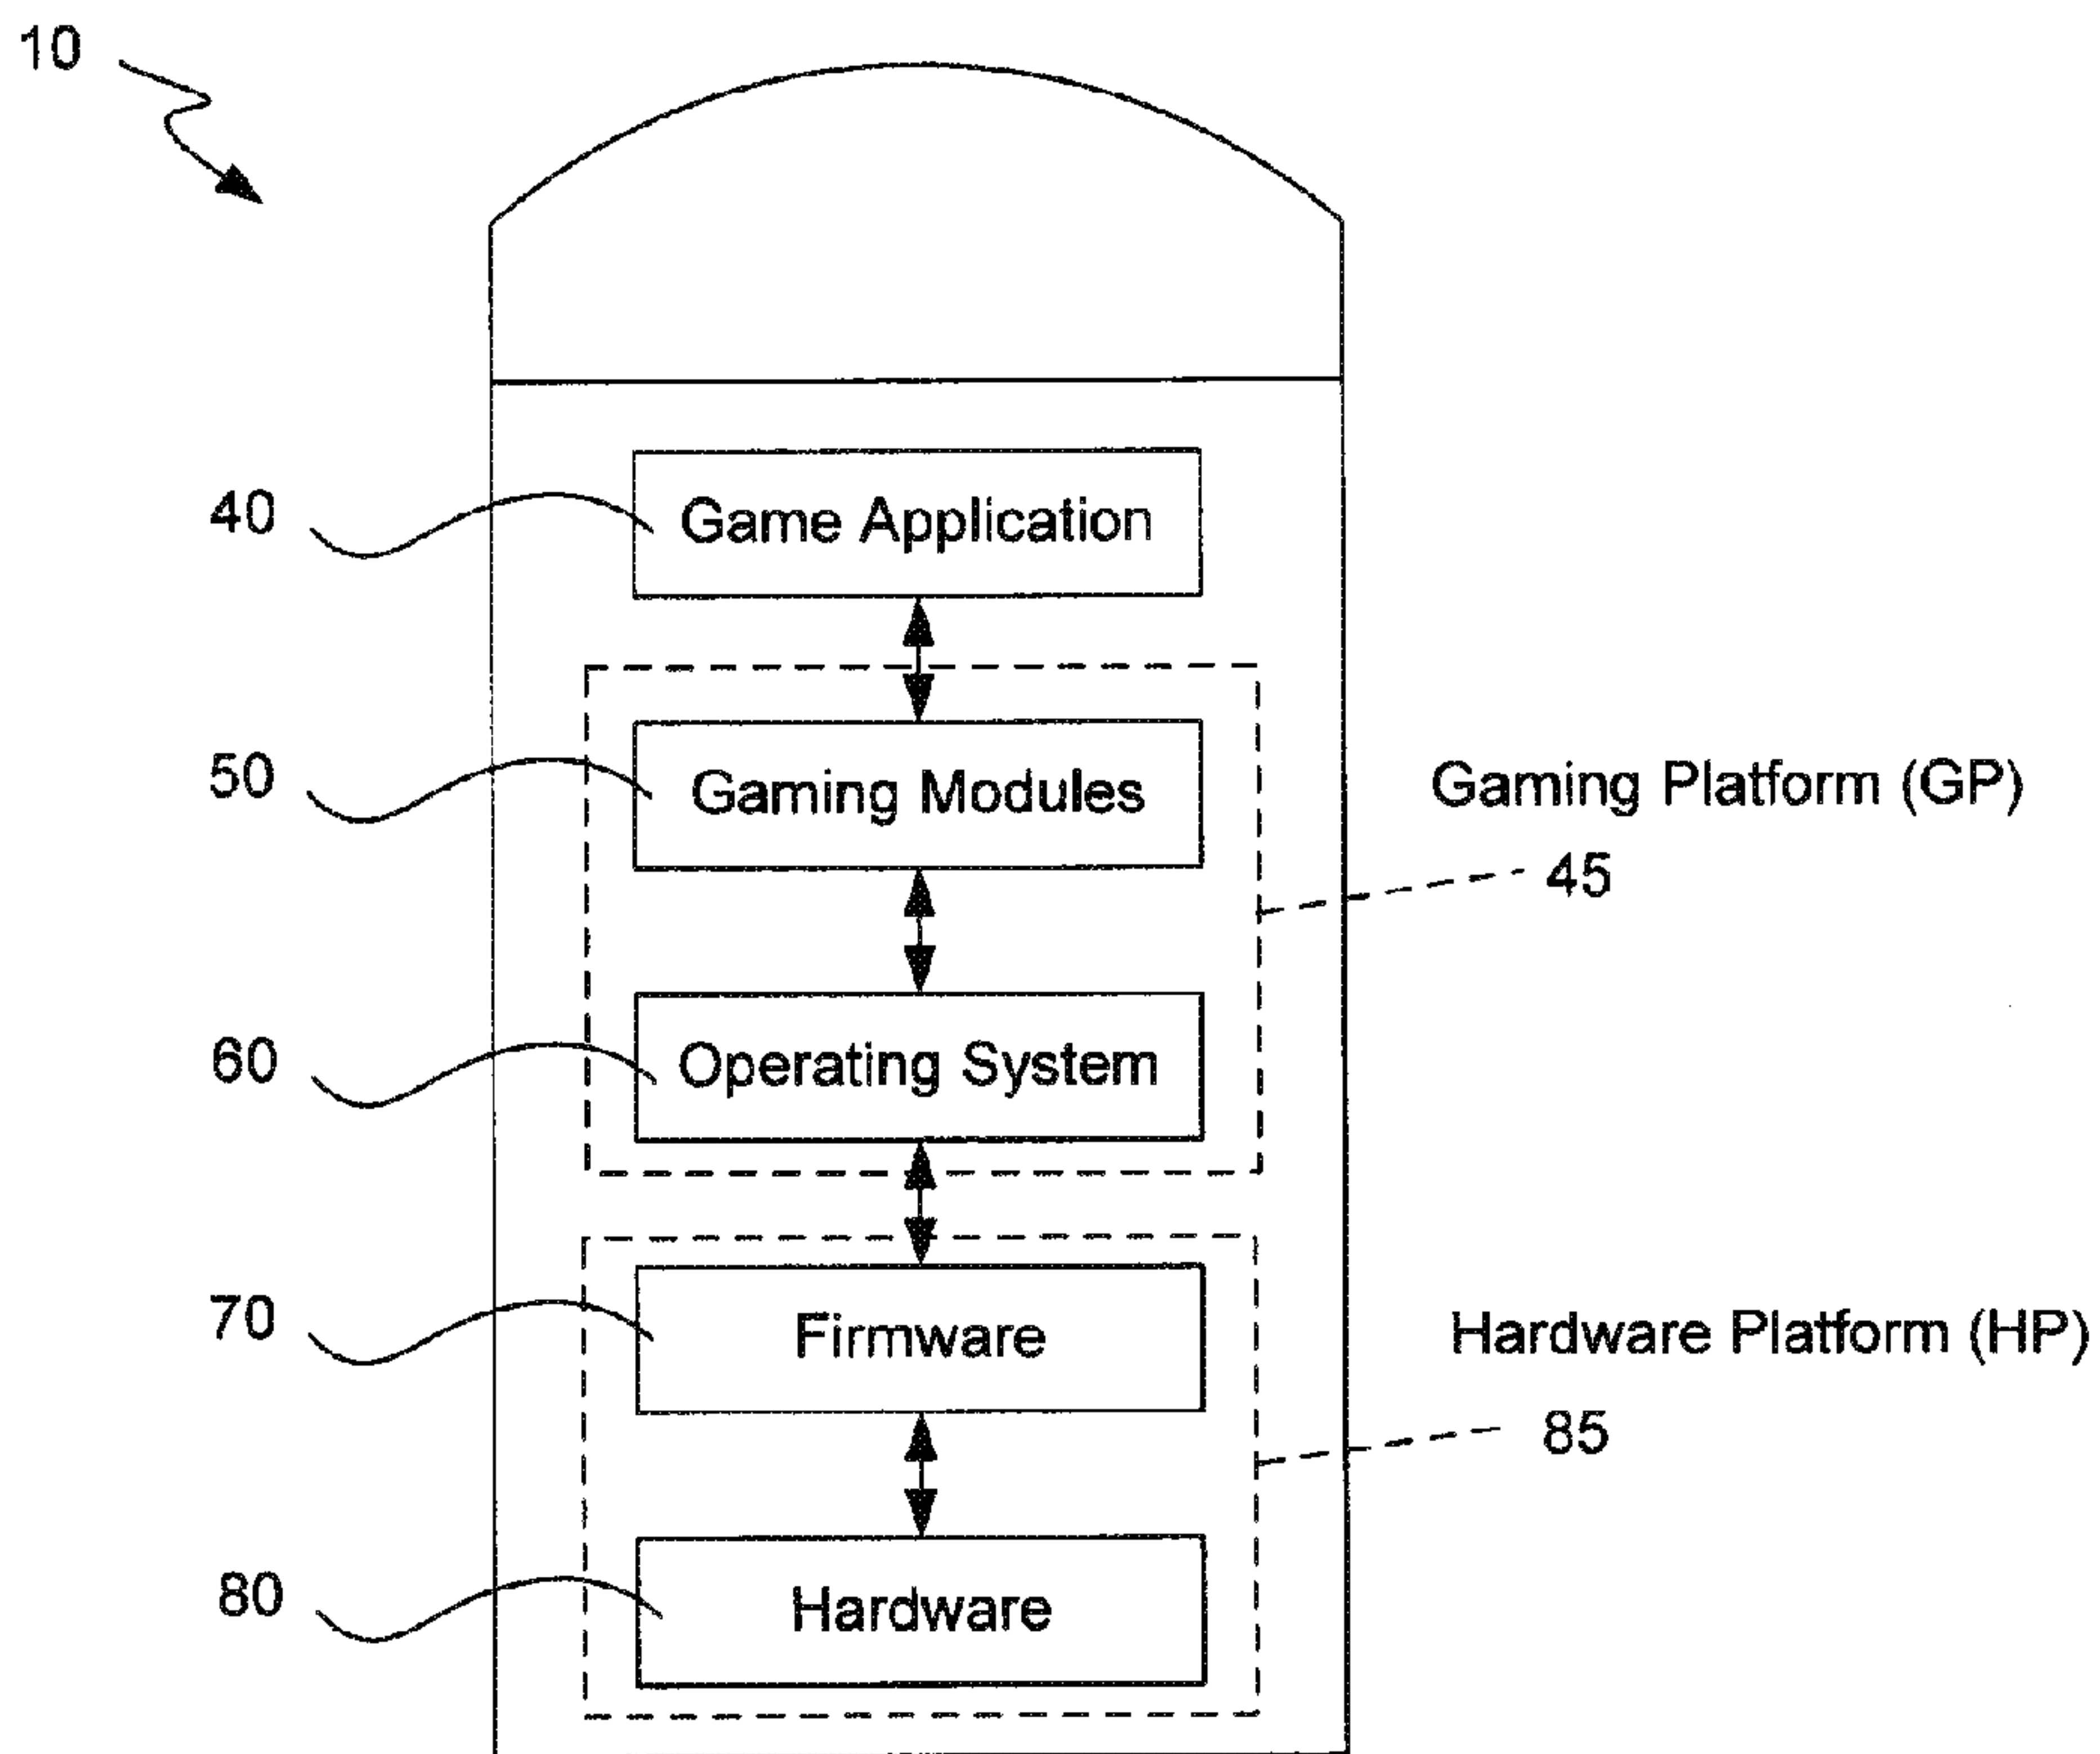 10
40
Game Application
50
Gaming Modules
Gaming Platform (GP)
45
60
Operating System
70
Firmware
Hardware Platform (HP)
85
80
Hardware